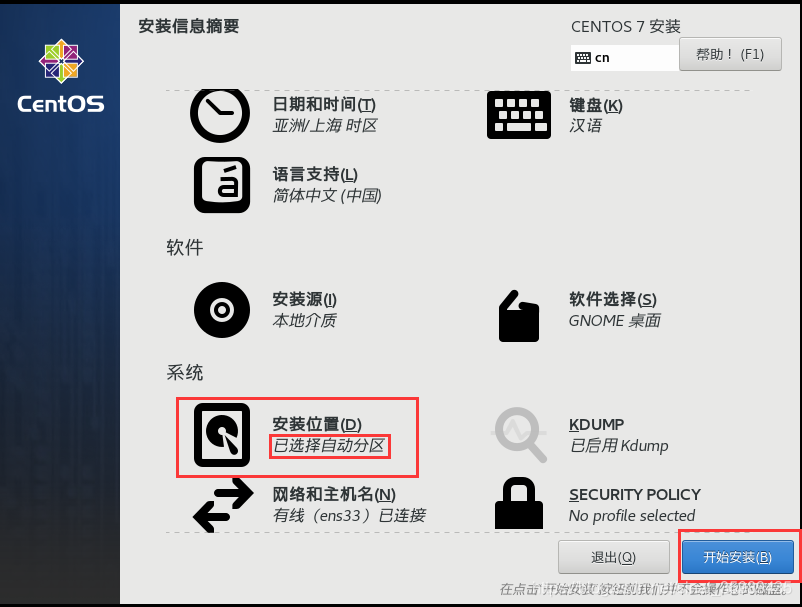 CentOS
安装信息摘要
CENTOS 7 安装
cn
帮助！(F1)
日期和时间(T)
亚洲/上海 时区
键盘(K)
汉语
语言支持(L)
简体中文 (中国)
软件
安装源(I)
本地介质
软件选择(S)
GNOME 桌面
系统
安装位置(D)
已选择自动分区
KDUMP
已启用 Kdump
网络和主机名(N)
有线（ens33）已连接
SECURITY POLICY
No profile selected
退出(Q)
开始安装(B)
在点击 开始安装 按钮前我们并不会操作您的磁盘。